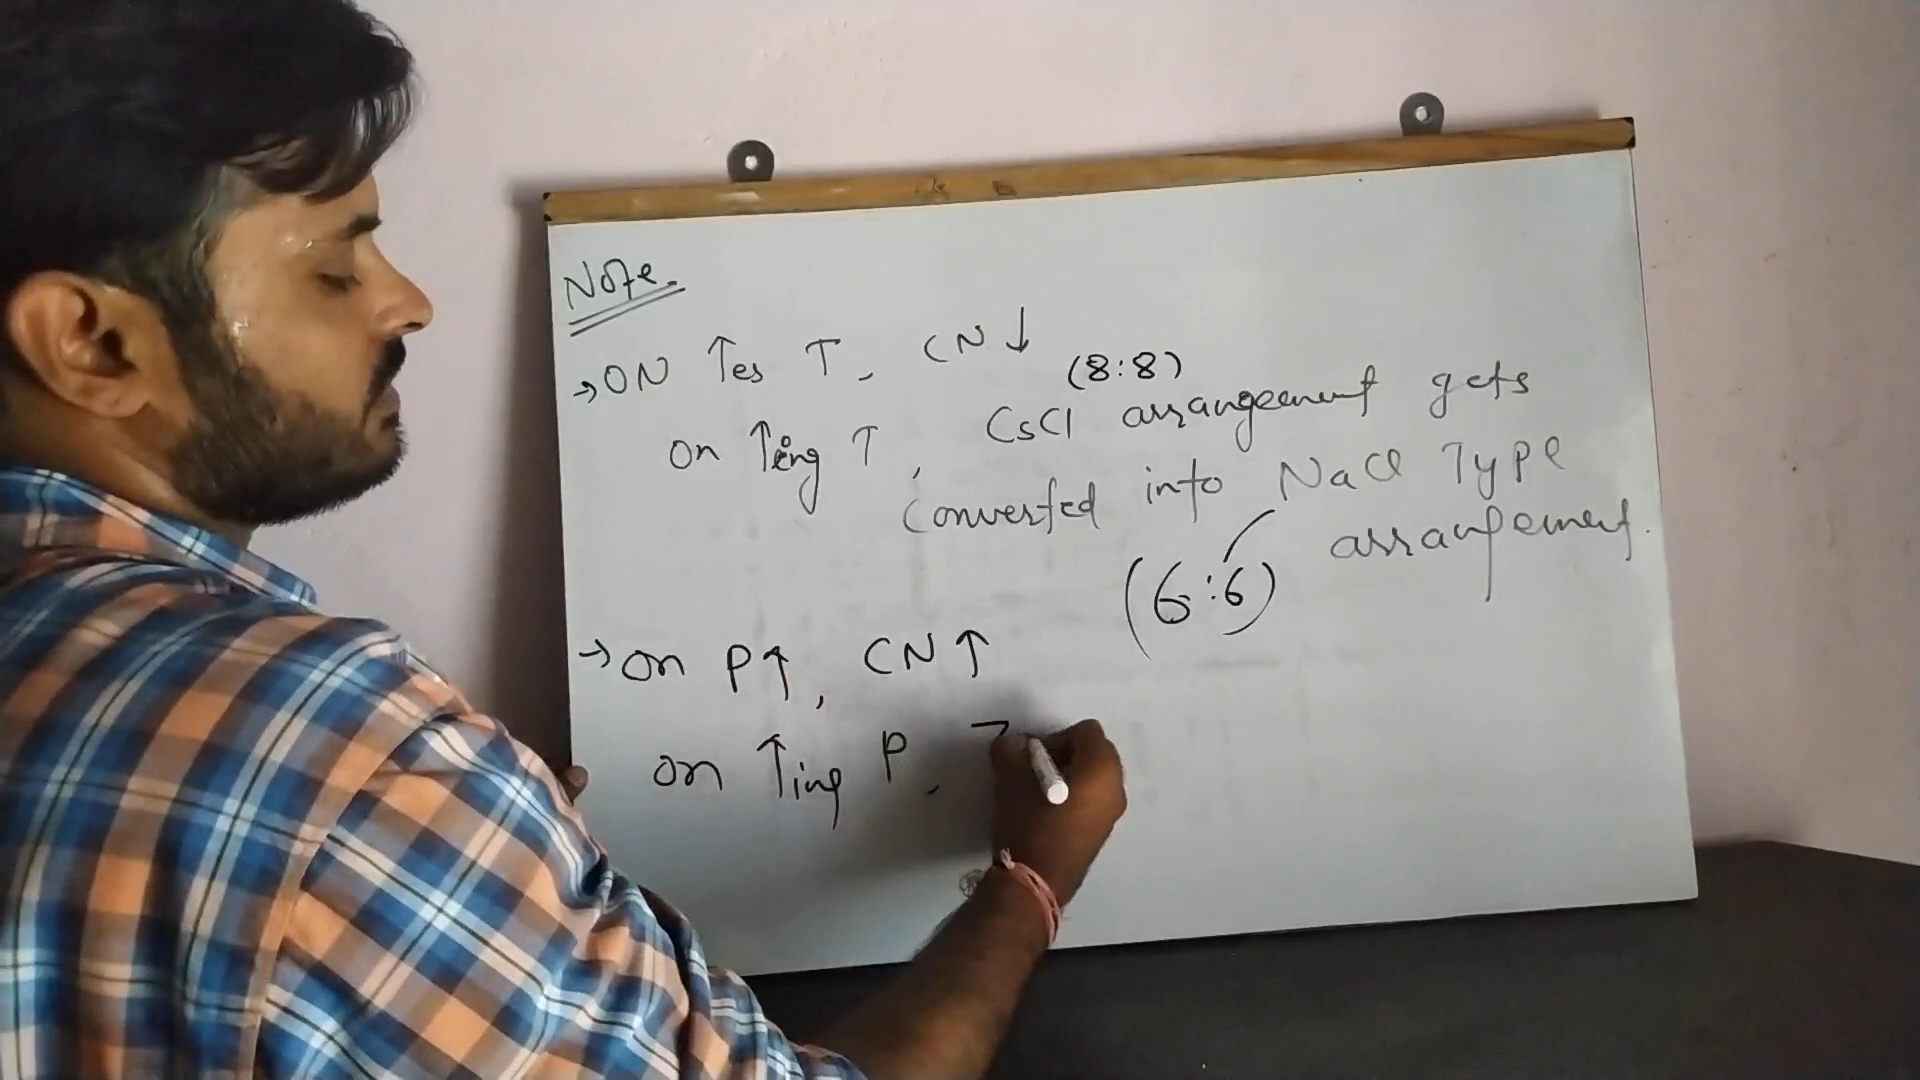 Note.
→ ON ↑es T, CN↓
(8:8)
on ↑ing T, CsCl arrangement gets
converted into NaCl Type
arrangement.
(6:6)
→ on P↑, CN↑
on ↑ing P,